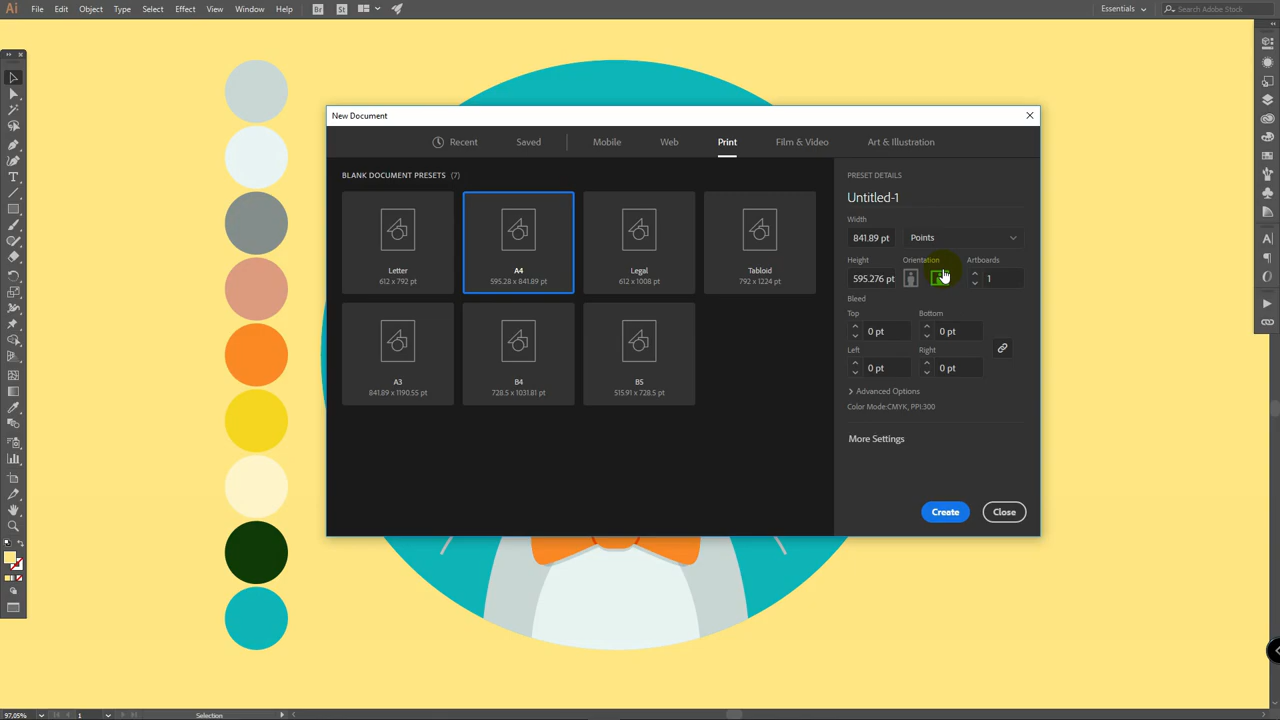 Ai File Edit Object Type Select Effect View Window Help Br St Essentials Search Adobe Stock
New Document
Recent Saved Mobile Web Print Film & Video Art & Illustration
BLANK DOCUMENT PRESETS (7)
Letter
612 x 792 pt
A4
595.28 x 841.89 pt
Legal
612 x 1008 pt
Tabloid
792 x 1224 pt
A3
841.89 x 1190.55 pt
B4
728.5 x 1031.81 pt
B5
515.91 x 728.5 pt
PRESET DETAILS
Untitled-1
Width
841.89 pt Points
Height Orientation Artboards
595.276 pt 1
Bleed
Top Bottom
0 pt 0 pt
Left Right
0 pt 0 pt
Advanced Options
Color Mode:CMYK, PPI:300
More Settings
Create Close
97,05% 1 Selection